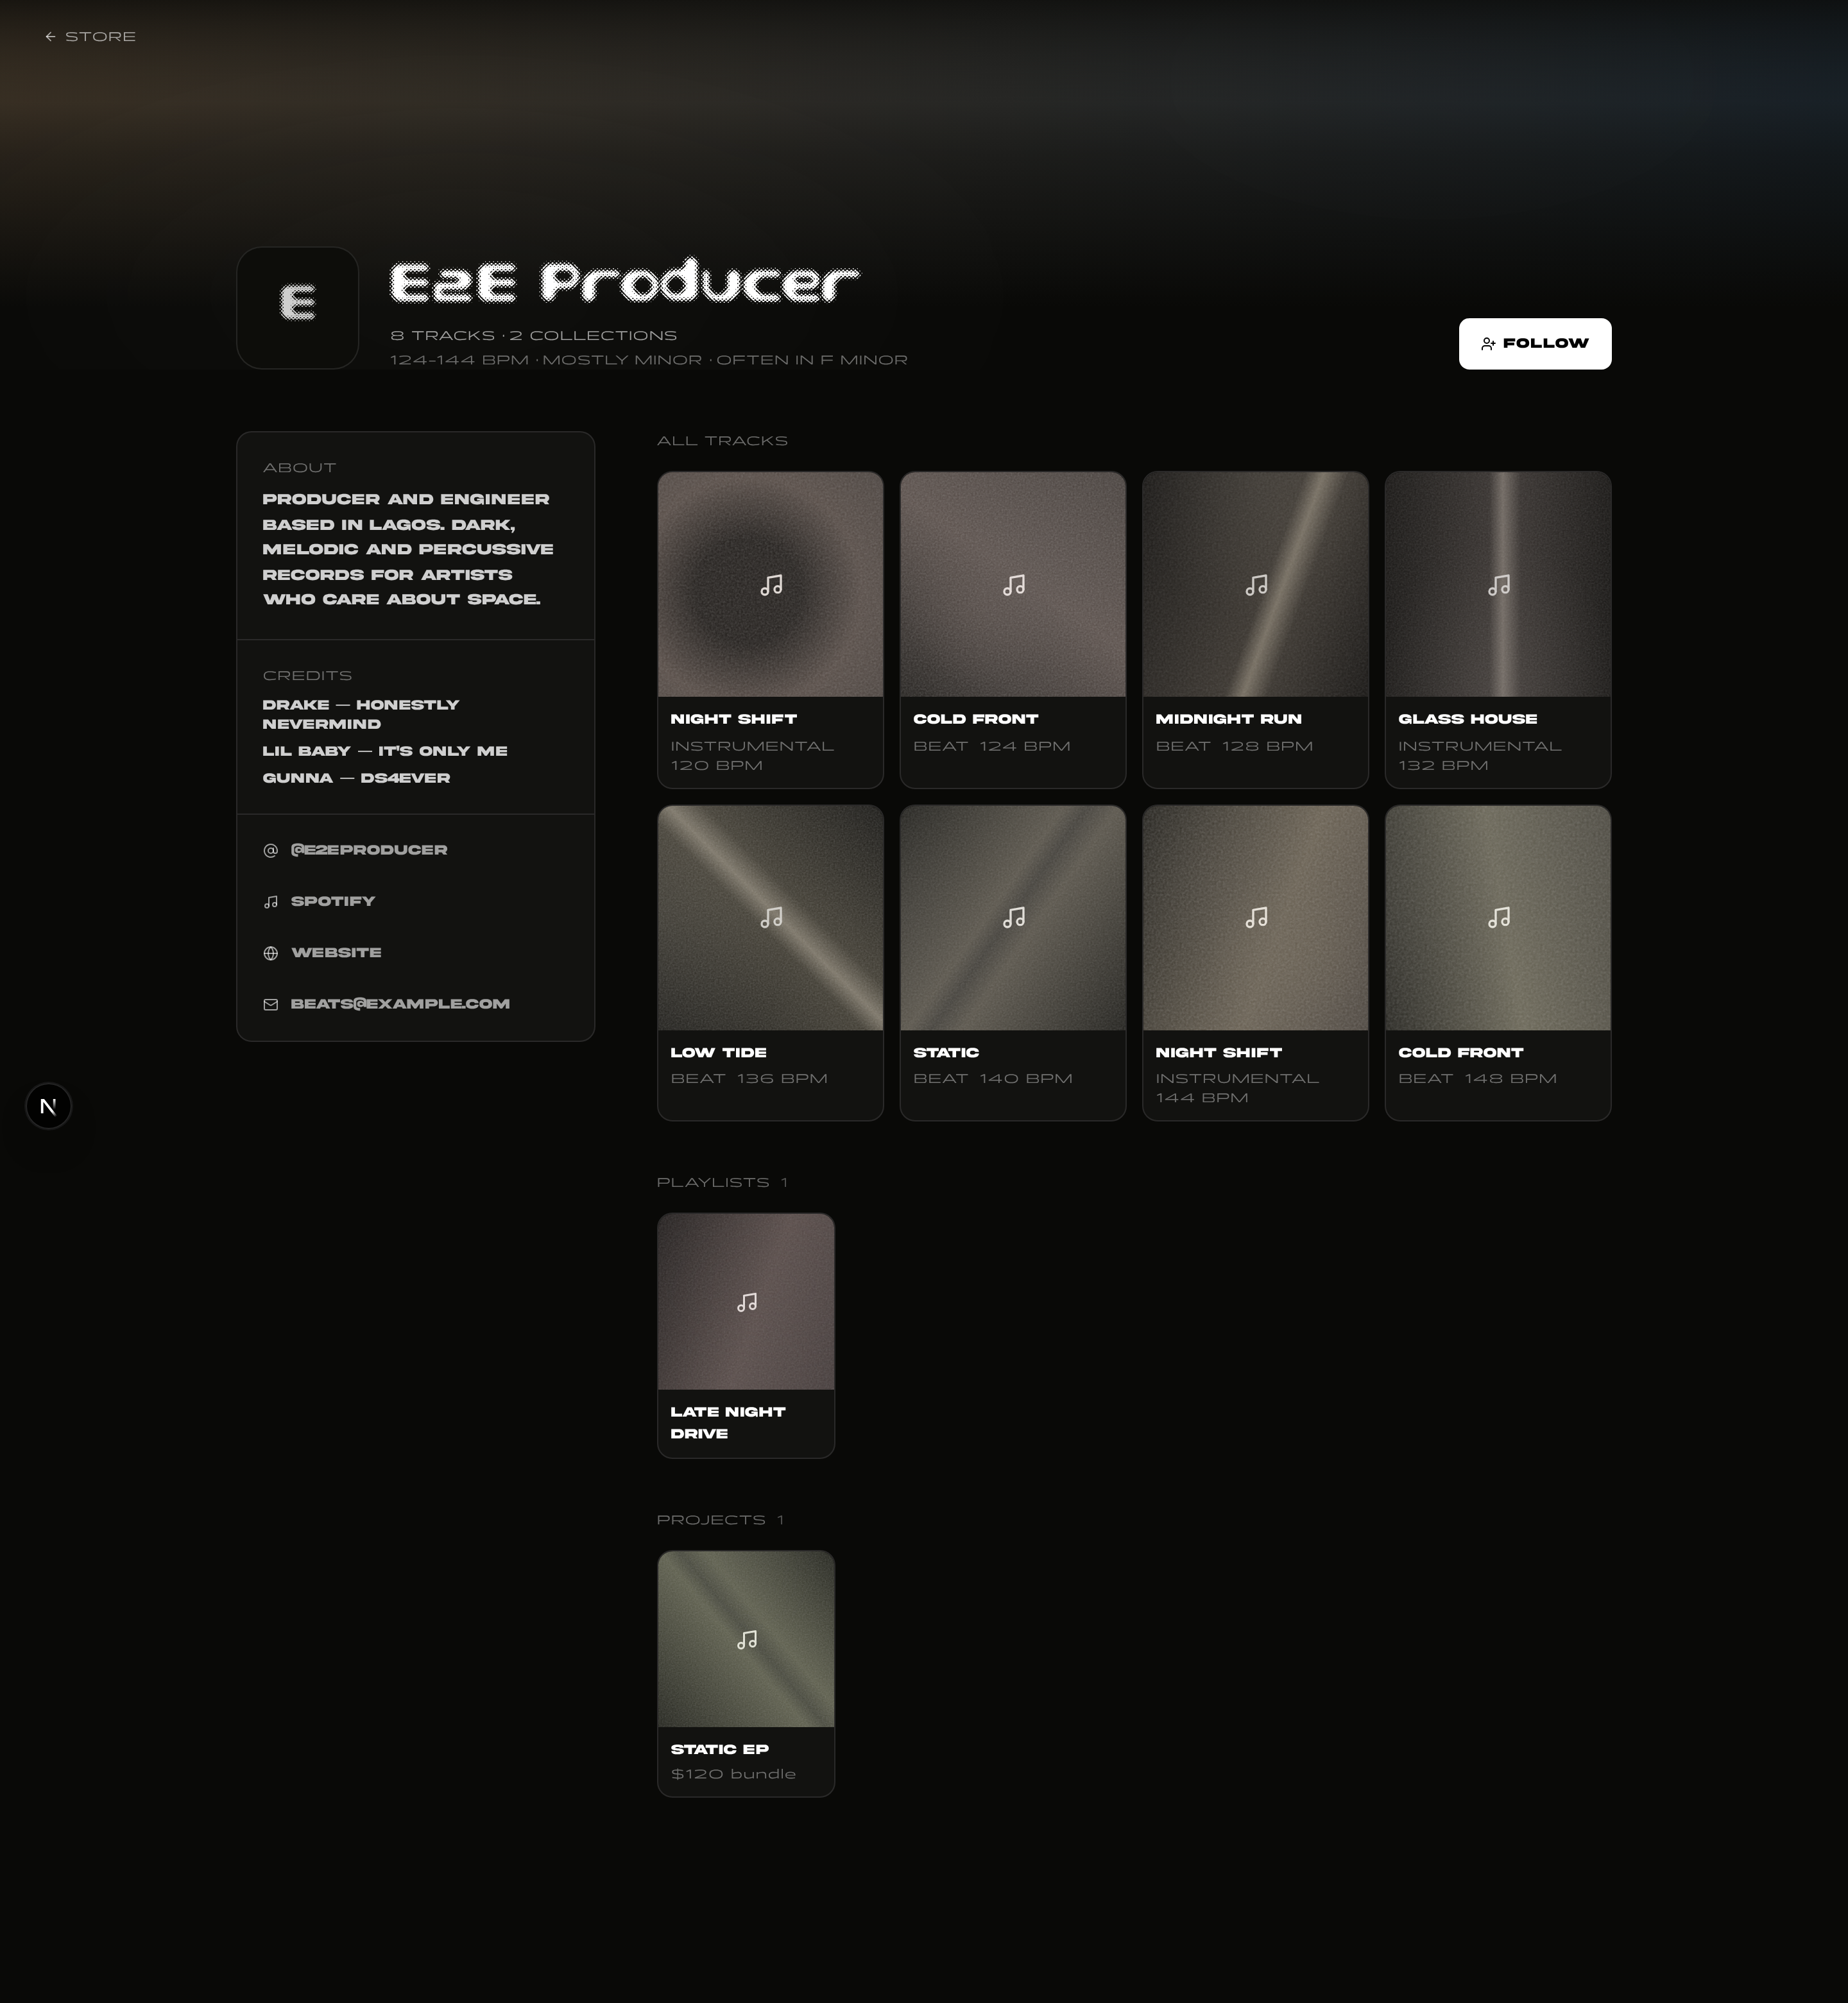 ← STORE
E
E2E Producer
8 TRACKS · 2 COLLECTIONS
124-144 BPM · MOSTLY MINOR · OFTEN IN F MINOR
FOLLOW
ABOUT
PRODUCER AND ENGINEER
BASED IN LAGOS. DARK,
MELODIC AND PERCUSSIVE
RECORDS FOR ARTISTS
WHO CARE ABOUT SPACE.
CREDITS
DRAKE — HONESTLY
NEVERMIND
LIL BABY — IT'S ONLY ME
GUNNA — DS4EVER
@E2EPRODUCER
SPOTIFY
WEBSITE
BEATS@EXAMPLE.COM
ALL TRACKS
NIGHT SHIFT
INSTRUMENTAL
120 BPM
COLD FRONT
BEAT 124 BPM
MIDNIGHT RUN
BEAT 128 BPM
GLASS HOUSE
INSTRUMENTAL
132 BPM
LOW TIDE
BEAT 136 BPM
STATIC
BEAT 140 BPM
NIGHT SHIFT
INSTRUMENTAL
144 BPM
COLD FRONT
BEAT 148 BPM
N
PLAYLISTS 1
LATE NIGHT
DRIVE
PROJECTS 1
STATIC EP
$120 bundle